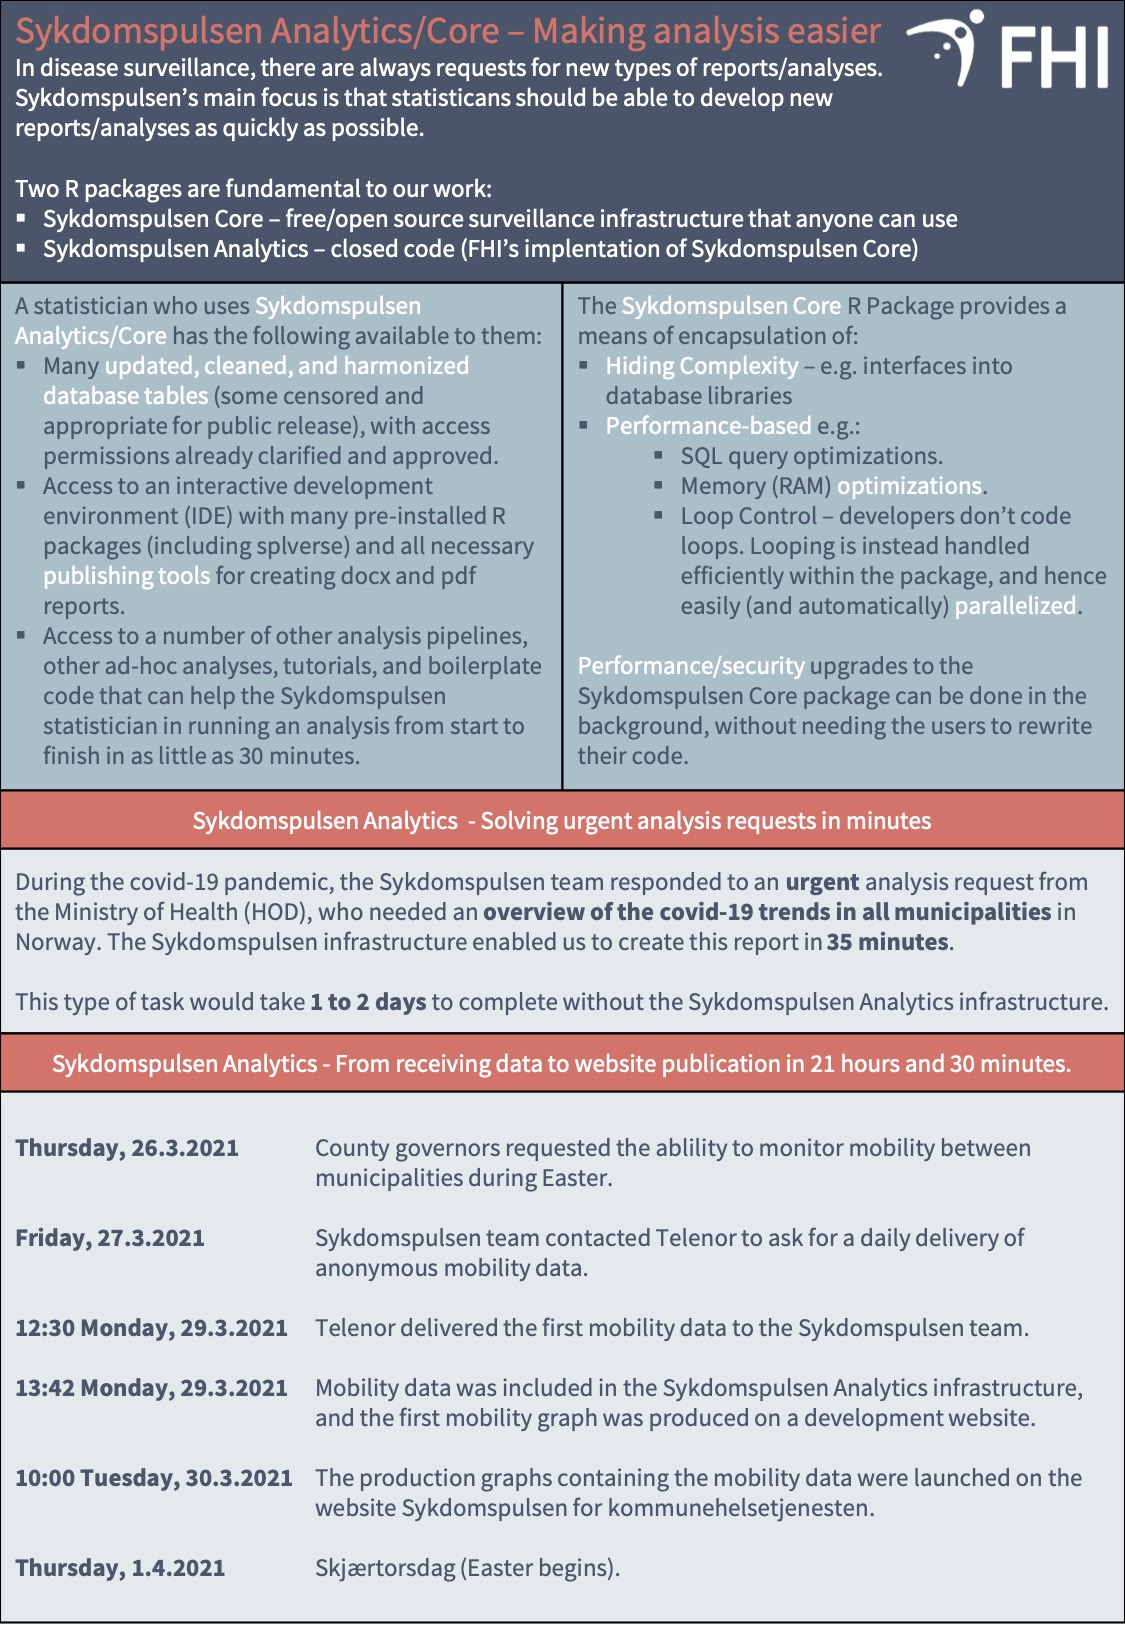 Sykdomspulsen Analytics/Core – Making analysis easier
FHI
In disease surveillance, there are always requests for new types of reports/analyses.
Sykdomspulsen's main focus is that statisticans should be able to develop new
reports/analyses as quickly as possible.
Two R packages are fundamental to our work:
▪ Sykdomspulsen Core – free/open source surveillance infrastructure that anyone can use
▪ Sykdomspulsen Analytics – closed code (FHI's implentation of Sykdomspulsen Core)
A statistician who uses Sykdomspulsen
Analytics/Core has the following available to them:
▪ Many updated, cleaned, and harmonized
database tables (some censored and
appropriate for public release), with access
permissions already clarified and approved.
▪ Access to an interactive development
environment (IDE) with many pre-installed R
packages (including splverse) and all necessary
publishing tools for creating docx and pdf
reports.
▪ Access to a number of other analysis pipelines,
other ad-hoc analyses, tutorials, and boilerplate
code that can help the Sykdomspulsen
statistician in running an analysis from start to
finish in as little as 30 minutes.
The Sykdomspulsen Core R Package provides a
means of encapsulation of:
▪ Hiding Complexity – e.g. interfaces into
database libraries
▪ Performance-based e.g.:
▪ SQL query optimizations.
▪ Memory (RAM) optimizations.
▪ Loop Control – developers don't code
loops. Looping is instead handled
efficiently within the package, and hence
easily (and automatically) parallelized.
Performance/security upgrades to the
Sykdomspulsen Core package can be done in the
background, without needing the users to rewrite
their code.
Sykdomspulsen Analytics - Solving urgent analysis requests in minutes
During the covid-19 pandemic, the Sykdomspulsen team responded to an urgent analysis request from
the Ministry of Health (HOD), who needed an overview of the covid-19 trends in all municipalities in
Norway. The Sykdomspulsen infrastructure enabled us to create this report in 35 minutes.
This type of task would take 1 to 2 days to complete without the Sykdomspulsen Analytics infrastructure.
Sykdomspulsen Analytics - From receiving data to website publication in 21 hours and 30 minutes.
Thursday, 26.3.2021 County governors requested the ablility to monitor mobility between
municipalities during Easter.
Friday, 27.3.2021 Sykdomspulsen team contacted Telenor to ask for a daily delivery of
anonymous mobility data.
12:30 Monday, 29.3.2021 Telenor delivered the first mobility data to the Sykdomspulsen team.
13:42 Monday, 29.3.2021 Mobility data was included in the Sykdomspulsen Analytics infrastructure,
and the first mobility graph was produced on a development website.
10:00 Tuesday, 30.3.2021 The production graphs containing the mobility data were launched on the
website Sykdomspulsen for kommunehelsetjenesten.
Thursday, 1.4.2021 Skjærtorsdag (Easter begins).